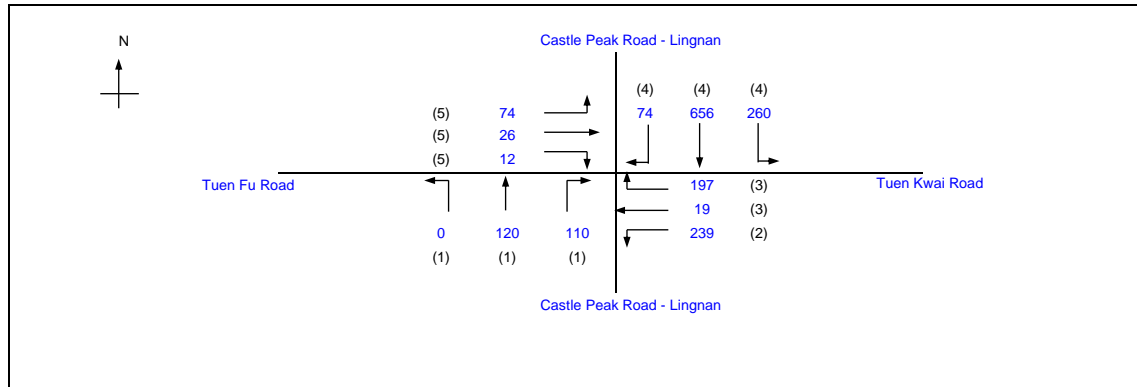 N
Castle Peak Road - Lingnan
(4) (4) (4)
(5) 74 74 656 260
(5) 26
(5) 12
Tuen Fu Road 197 (3) Tuen Kwai Road
19 (3)
0 120 110 239 (2)
(1) (1) (1)
Castle Peak Road - Lingnan